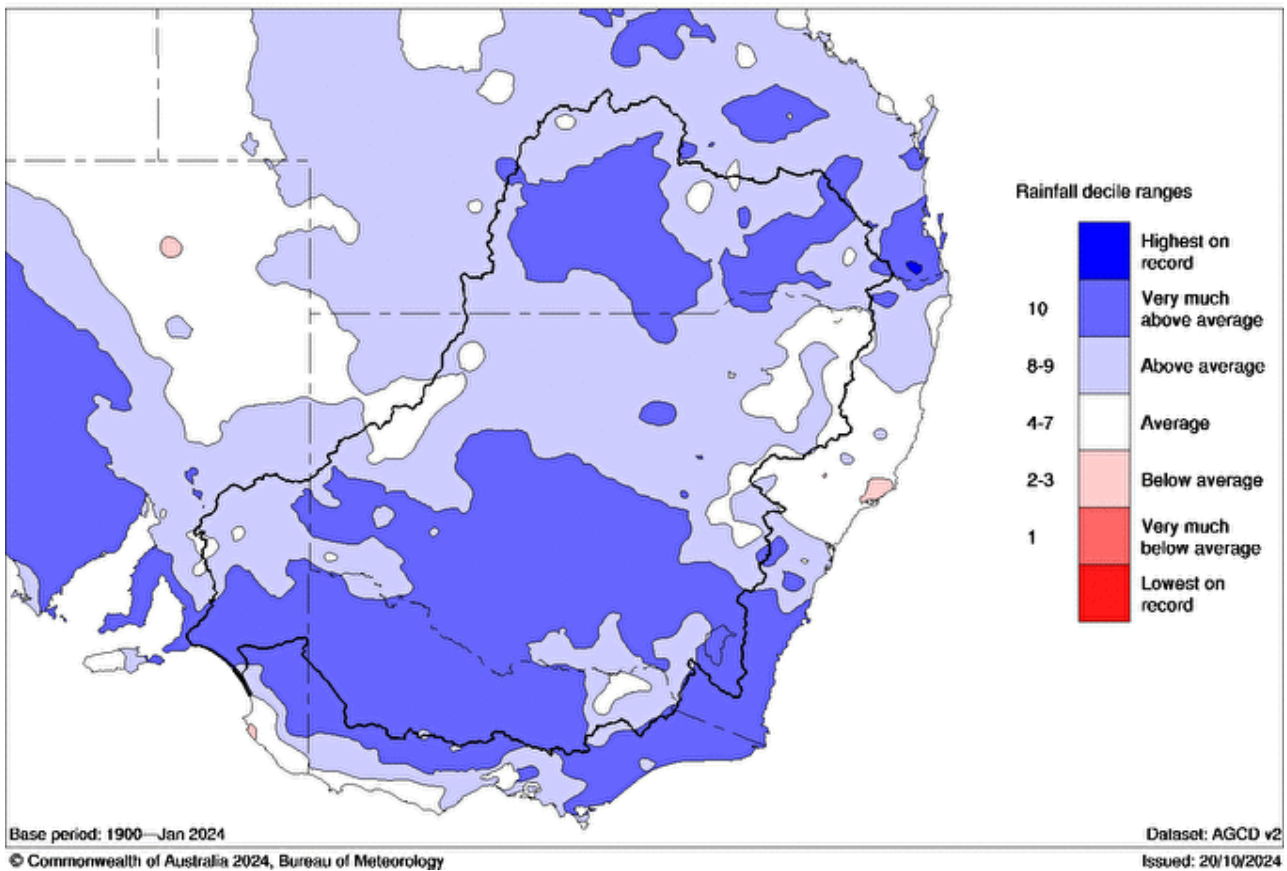 Rainfall decile ranges
Highest on
record
10
Very much
above average
8-9
Above average
4-7
Average
2-3
Below average
1
Very much
below average
Lowest on
record
Base period: 1900—Jan 2024
Dataset: AGCD v2
© Commonwealth of Australia 2024, Bureau of Meteorology
Issued: 20/10/2024